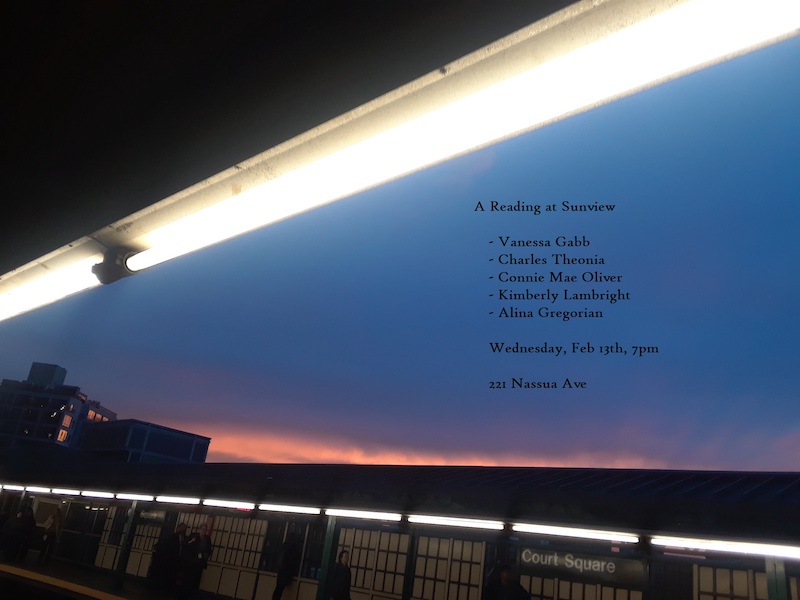 A Reading at Sunview
- Vanessa Gabb
- Charles Theonia
- Connie Mae Oliver
- Kimberly Lambright
- Alina Gregorian
Wednesday, Feb 13th, 7pm
221 Nassua Ave
Court Square